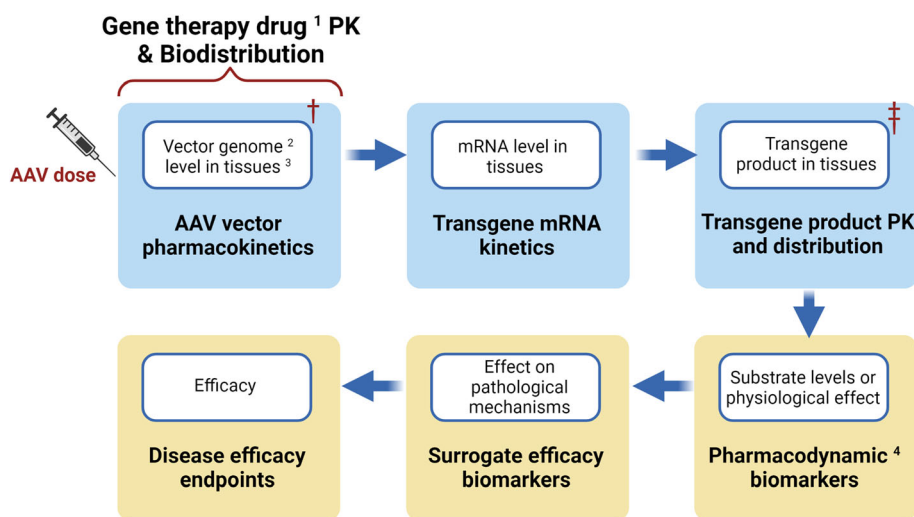 Gene therapy drug ¹ PK
& Biodistribution
AAV dose
†
Vector genome ²
level in tissues ³
AAV vector
pharmacokinetics
mRNA level in
tissues
Transgene mRNA
kinetics
‡
Transgene
product in tissues
Transgene product PK
and distribution
Efficacy
Disease efficacy
endpoints
Effect on
pathological
mechanisms
Surrogate efficacy
biomarkers
Substrate levels or
physiological effect
Pharmacodynamic ⁴
biomarkers